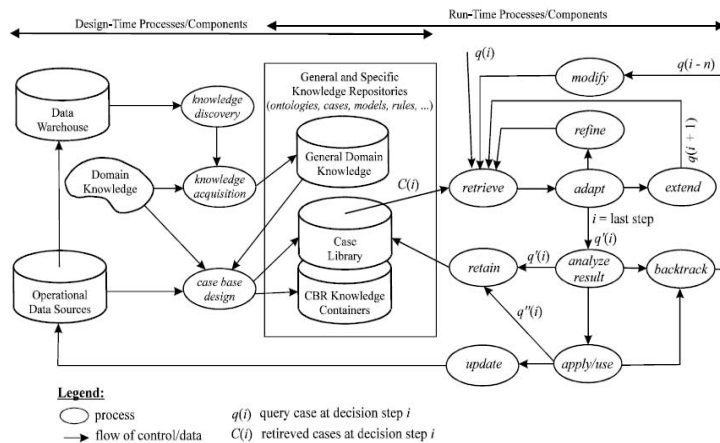 Design-Time Processes/Components
Run-Time Processes/Components
General and Specific
Knowledge Repositories
(ontologies, cases, models, rules, ...)
q(i)
q(i - n)
modify
Data
Warehouse
knowledge
discovery
refine
q(i + 1)
General Domain
Knowledge
Domain
Knowledge
knowledge
acquisition
C(i)
retrieve
adapt
extend
i = last step
q'(i)
Case
Library
Operational
Data Sources
case base
design
CBR Knowledge
Containers
retain
q'(i)
analyze
result
backtrack
q''(i)
update
apply/use
Legend:
process
q(i) query case at decision step i
flow of control/data
C(i) retireved cases at decision step i